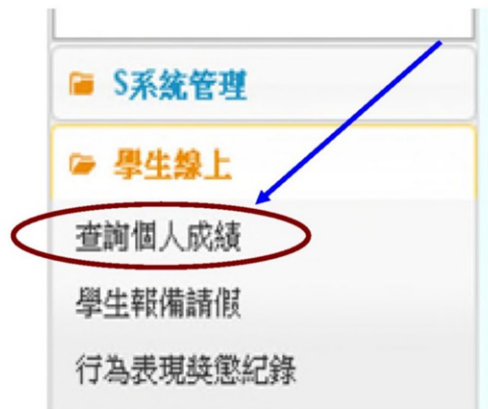 S系統管理
學生線上
查詢個人成績
學生報備請假
行為表現獎懲紀錄